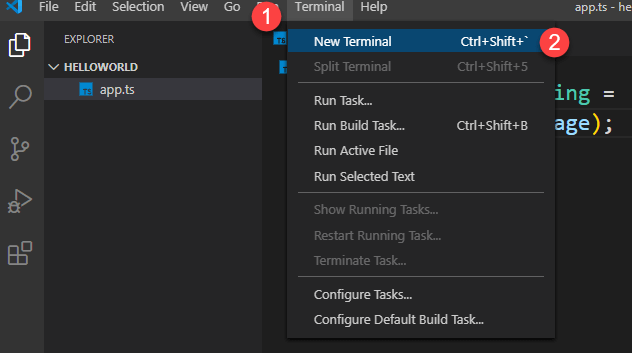 File Edit Selection View Go Terminal Help
app.ts - he
1
EXPLORER
HELLOWORLD
TS app.ts
TS
TS
New Terminal Ctrl+Shift+`
2
Split Terminal Ctrl+Shift+5
ing =
Run Task...
Run Build Task... Ctrl+Shift+B
age);
Run Active File
Run Selected Text
Show Running Tasks...
Restart Running Task...
Terminate Task...
Configure Tasks...
Configure Default Build Task...